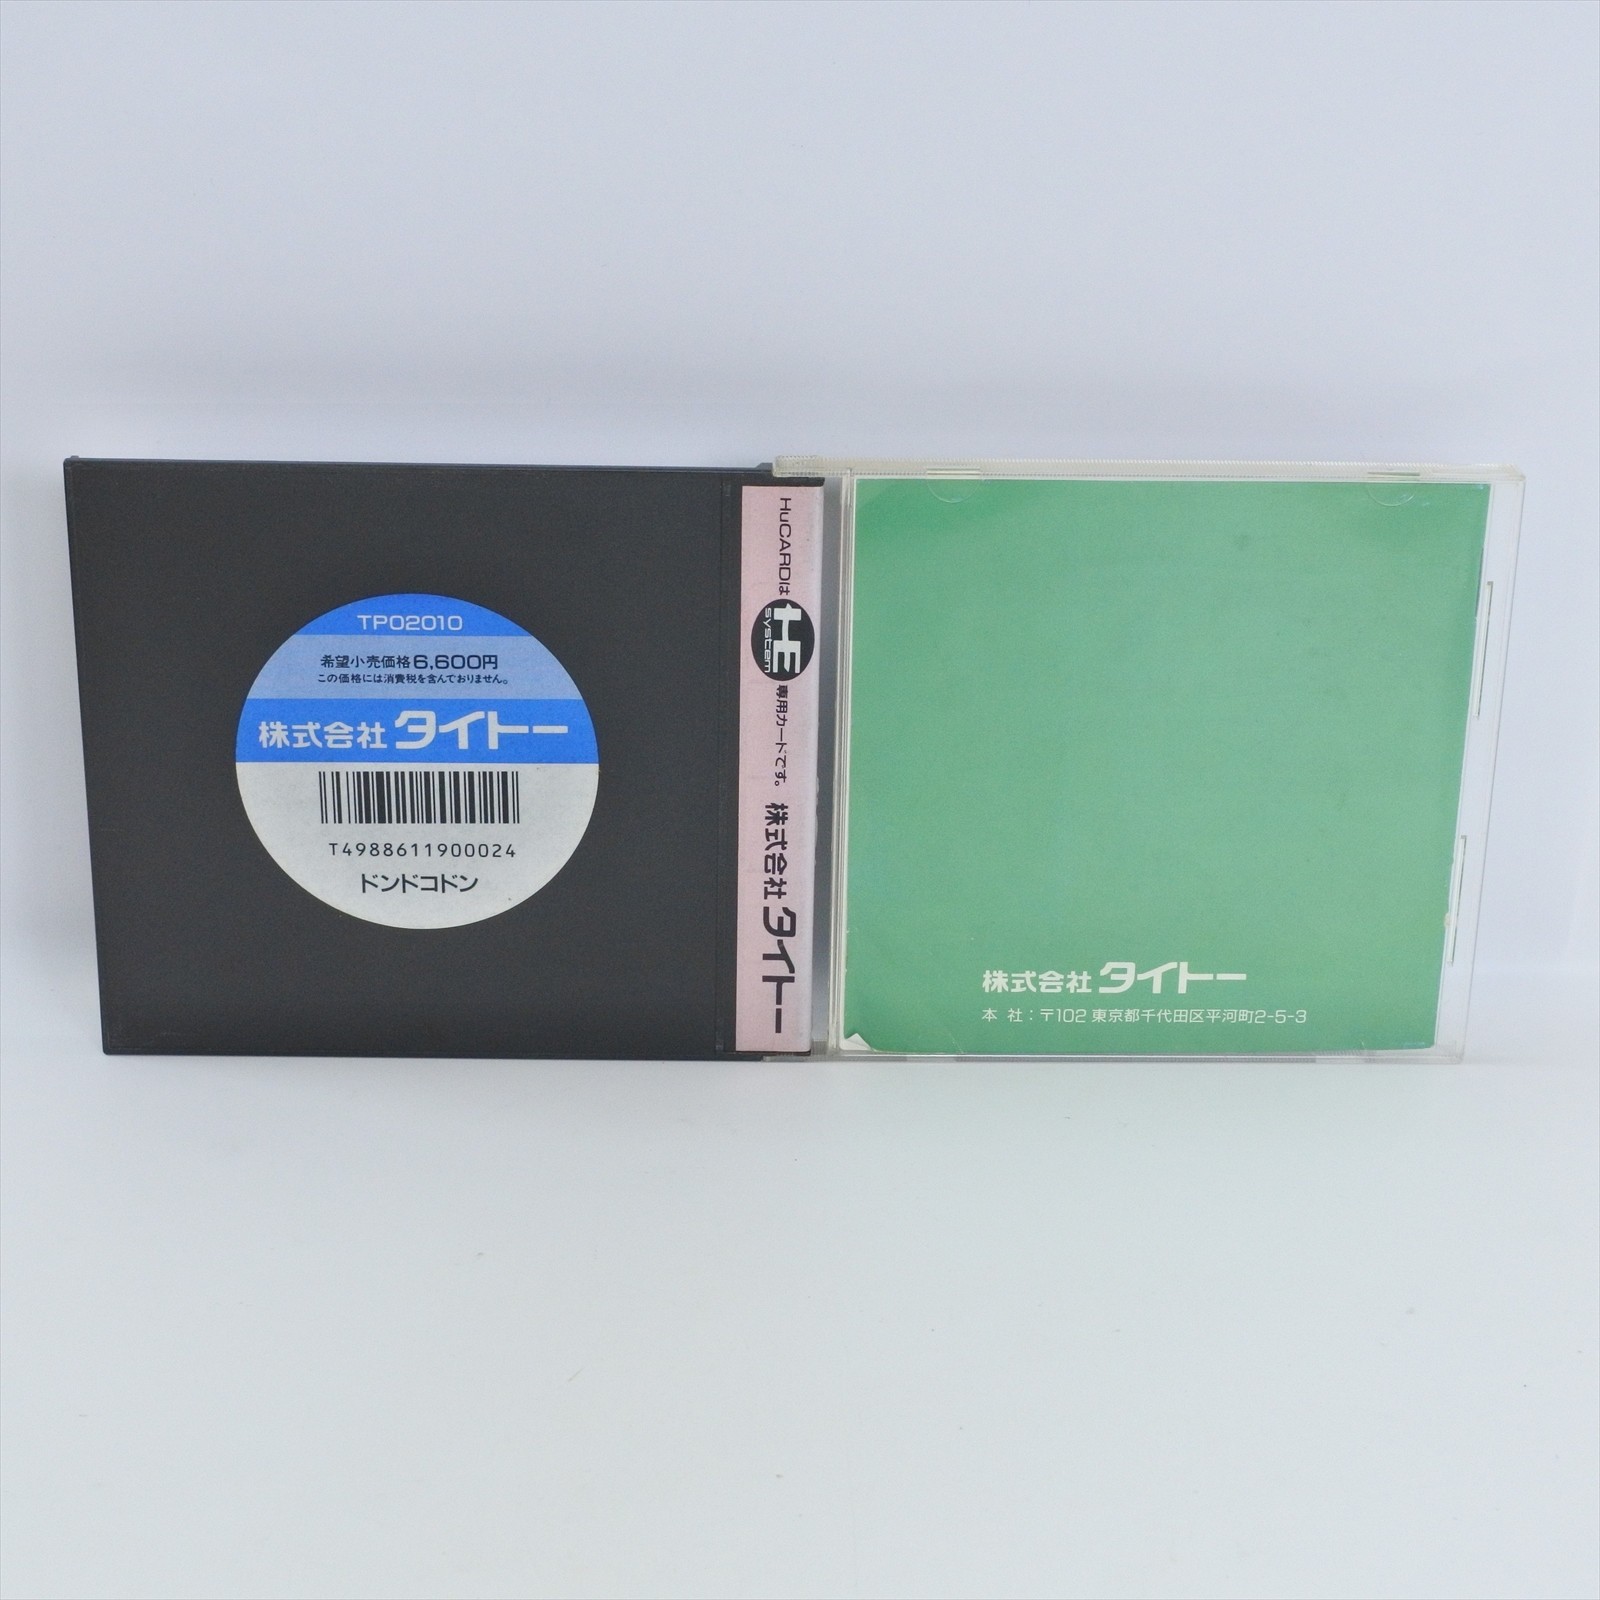 TP02010
希望小売価格6,600円
この価格には消費税を含んでおりません。
株式会社 タイトー
T4988611900024
ドンドコドン
HuCARDは HE system 専用カードです。 株式会社 タイトー
株式会社 タイトー
本 社：〒102 東京都千代田区平河町2-5-3